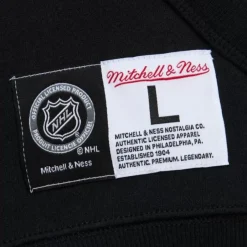 OFFICIAL LICENSED PRODUCT
NHL
PRODUIT OFFICIEL LICENCIÉ
© NHL
Mitchell & Ness
Mitchell & Ness
L
MITCHELL & NESS NOSTALGIA CO.
AUTHENTIC LICENSED APPAREL
DESIGNED IN PHILADELPHIA, PA
ESTABLISHED 1904
AUTHENTIC. PREMIUM. LEGENDARY.